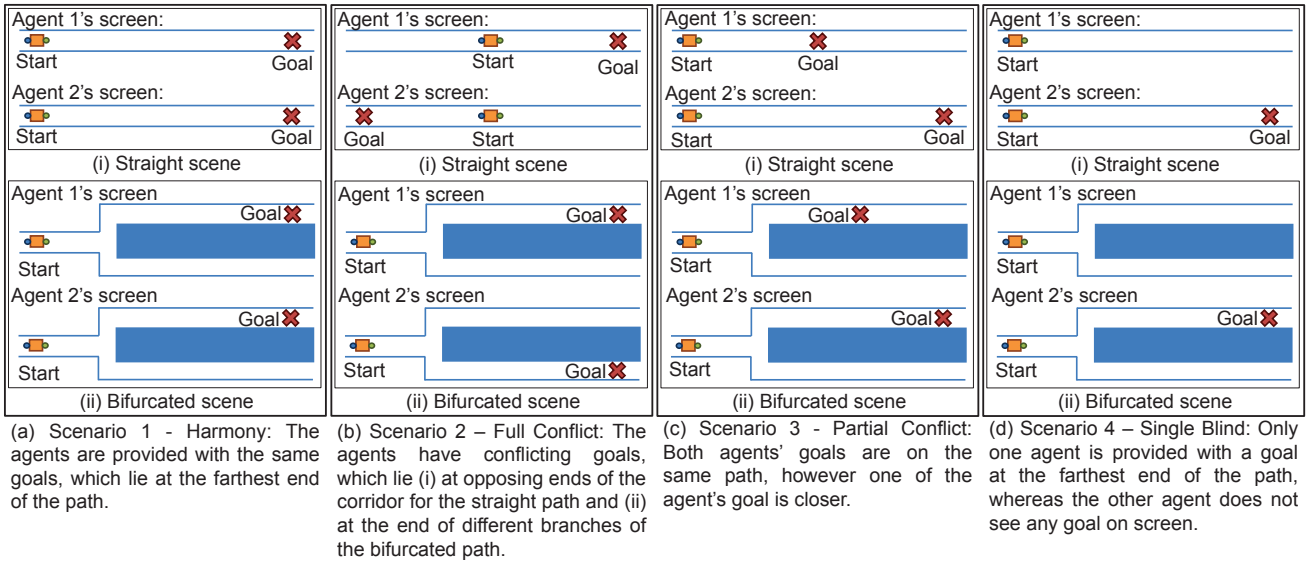 Agent 1's screen:
Start
Goal
Agent 2's screen:
Start
Goal
(i) Straight scene
Agent 1's screen
Goal
Start
Agent 2's screen
Goal
Start
(ii) Bifurcated scene
(a) Scenario 1 - Harmony: The
agents are provided with the same
goals, which lie at the farthest end
of the path.
Agent 1's screen:
Start
Goal
Agent 2's screen:
Goal
Start
(i) Straight scene
Agent 1's screen
Goal
Start
Agent 2's screen
Start
Goal
(ii) Bifurcated scene
(b) Scenario 2 – Full Conflict: The
agents have conflicting goals,
which lie (i) at opposing ends of the
corridor for the straight path and (ii)
at the end of different branches of
the bifurcated path.
Agent 1's screen:
Start
Goal
Agent 2's screen:
Start
Goal
(i) Straight scene
Agent 1's screen
Goal
Start
Agent 2's screen
Goal
Start
(ii) Bifurcated scene
(c) Scenario 3 - Partial Conflict:
Both agents' goals are on the
same path, however one of the
agent's goal is closer.
Agent 1's screen:
Start
Agent 2's screen:
Start
Goal
(i) Straight scene
Agent 1's screen
Start
Agent 2's screen
Goal
Start
(ii) Bifurcated scene
(d) Scenario 4 – Single Blind: Only
one agent is provided with a goal
at the farthest end of the path,
whereas the other agent does not
see any goal on screen.